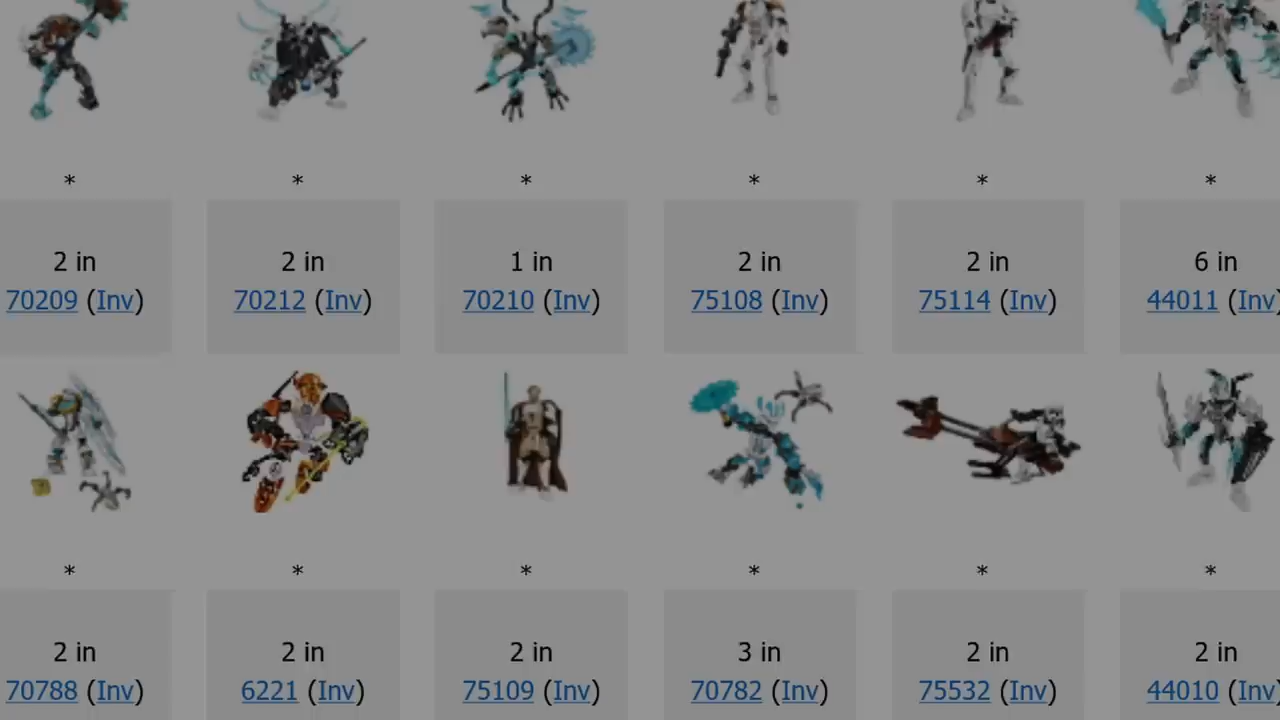 * * * * * *
2 in 2 in 1 in 2 in 2 in 6 in
70209 (Inv) 70212 (Inv) 70210 (Inv) 75108 (Inv) 75114 (Inv) 44011 (Inv)
* * * * * *
2 in 2 in 2 in 3 in 2 in 2 in
70788 (Inv) 6221 (Inv) 75109 (Inv) 70782 (Inv) 75532 (Inv) 44010 (Inv)